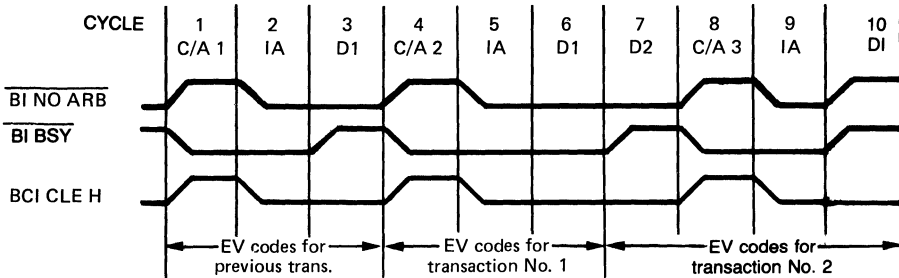 CYCLE 1 2 3 4 5 6 7 8 9 10
C/A 1 IA D1 C/A 2 IA D1 D2 C/A 3 IA DI
BI NO ARB
BI BSY
BCI CLE H
EV codes for previous trans. EV codes for transaction No. 1 EV codes for transaction No. 2